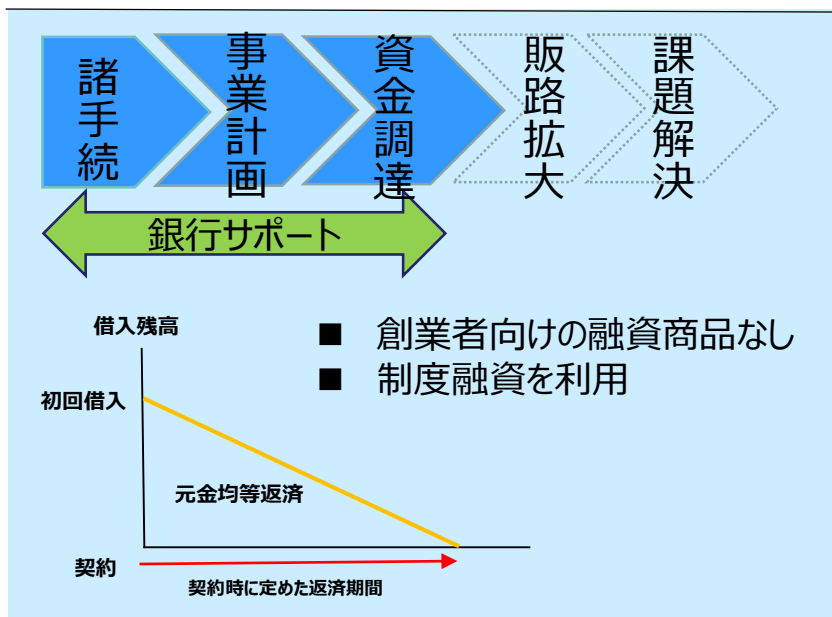 諸手続
事業計画
資金調達
販路拡大
課題解決
銀行サポート
■ 創業者向けの融資商品なし
■ 制度融資を利用
借入残高
初回借入
元金均等返済
契約
契約時に定めた返済期間